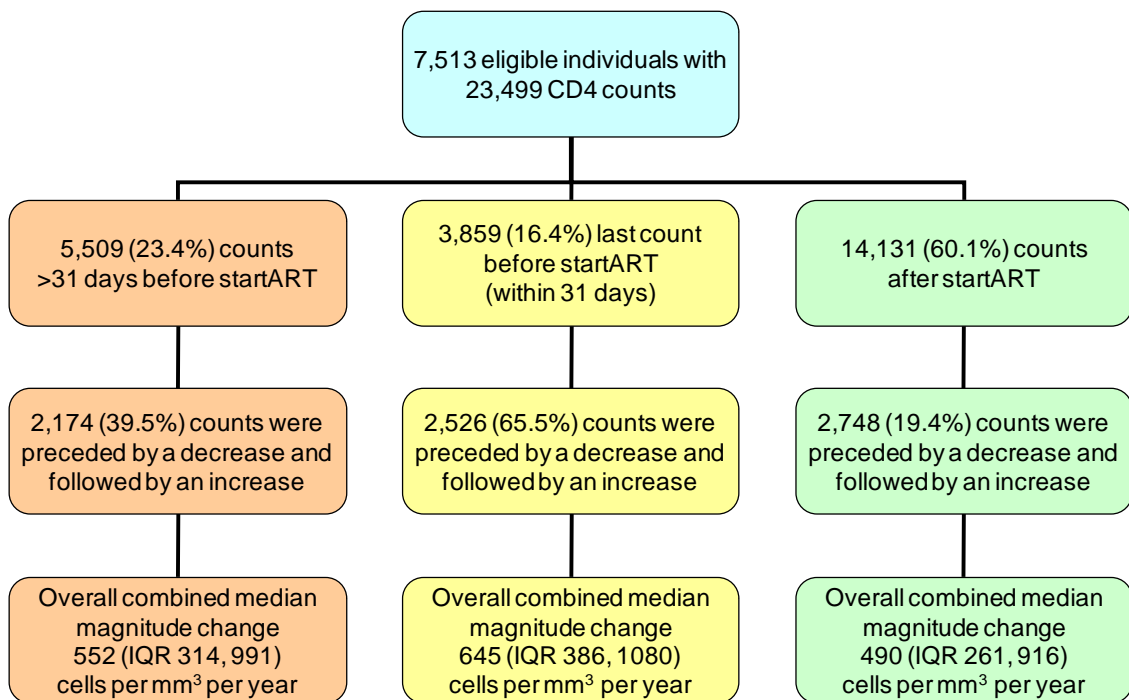 7,513 eligible individuals with
23,499 CD4 counts
5,509 (23.4%) counts
>31 days before startART
3,859 (16.4%) last count
before startART
(within 31 days)
14,131 (60.1%) counts
after startART
2,174 (39.5%) counts were
preceded by a decrease and
followed by an increase
2,526 (65.5%) counts were
preceded by a decrease and
followed by an increase
2,748 (19.4%) counts were
preceded by a decrease and
followed by an increase
Overall combined median
magnitude change
552 (IQR 314, 991)
cells per mm³ per year
Overall combined median
magnitude change
645 (IQR 386, 1080)
cells per mm³ per year
Overall combined median
magnitude change
490 (IQR 261, 916)
cells per mm³ per year